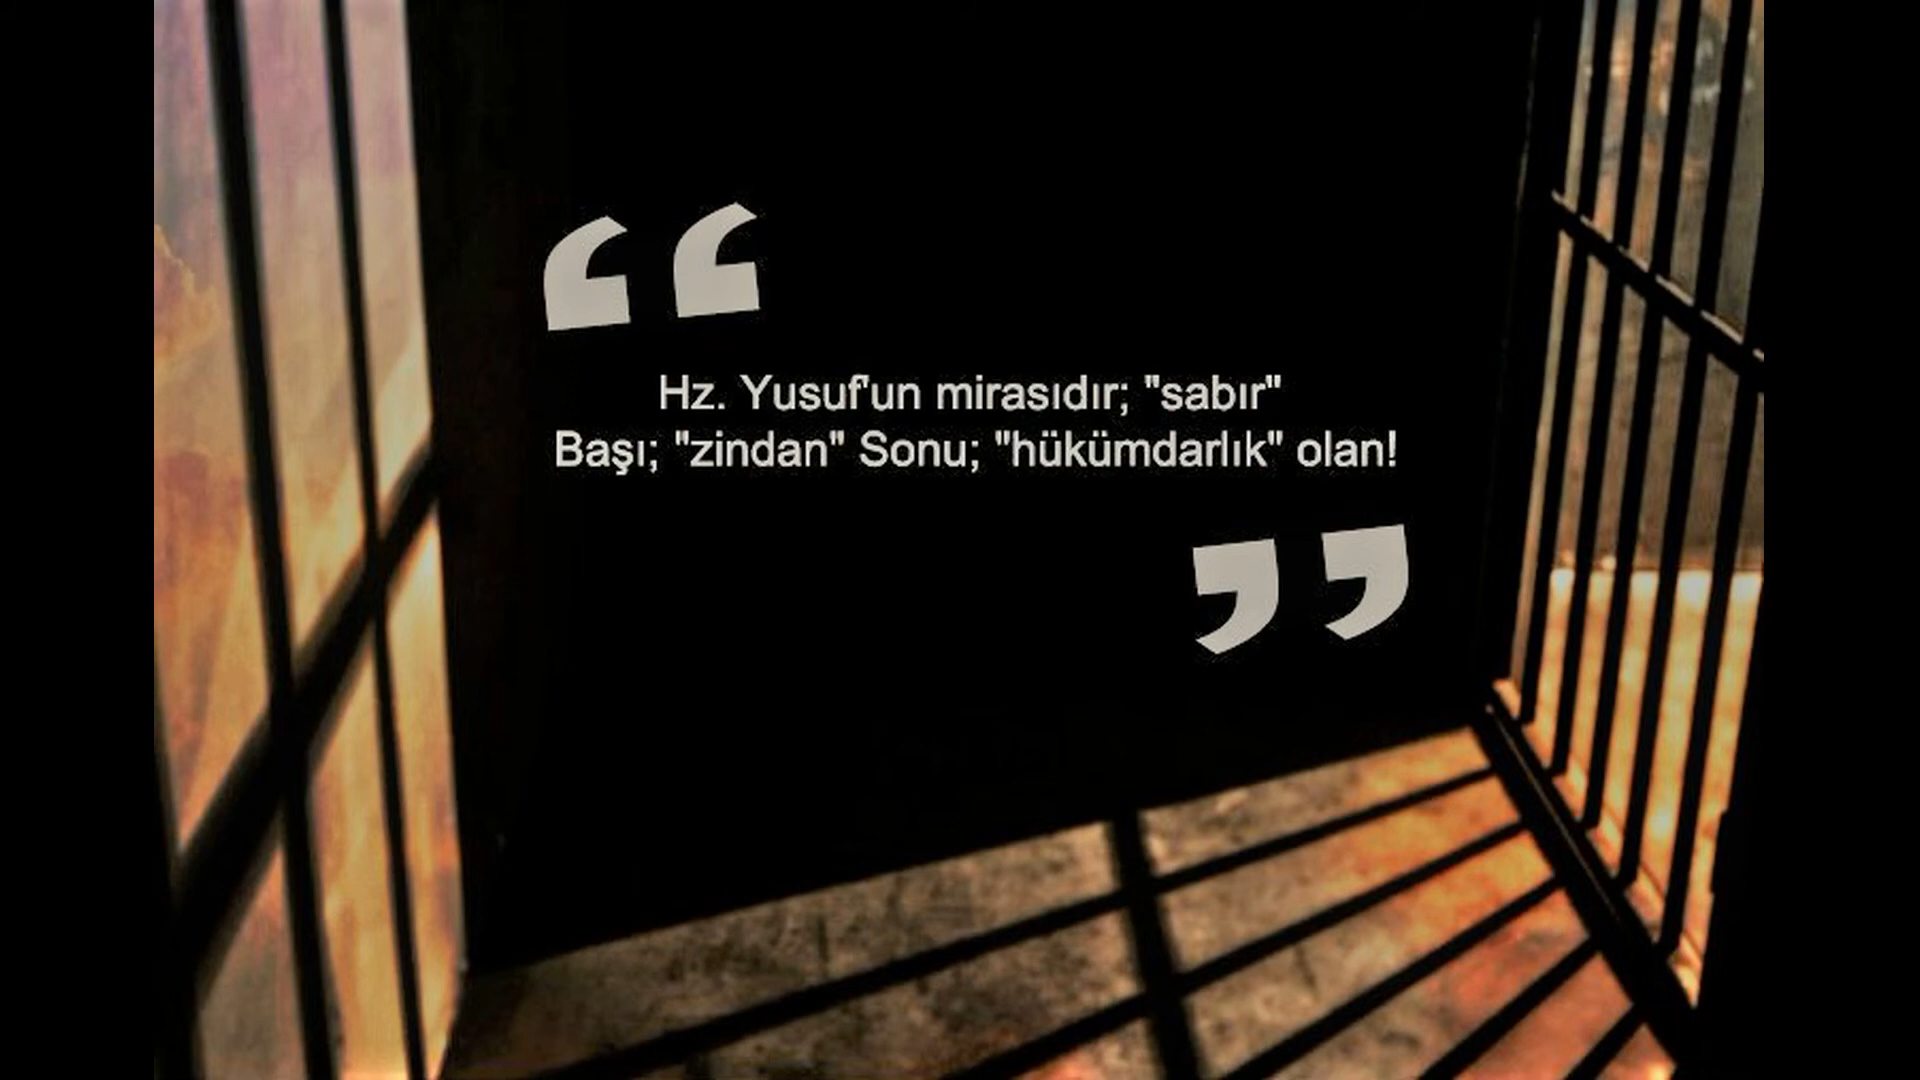 “
Hz. Yusuf'un mirasıdır; "sabır"
Başı; "zindan" Sonu; "hükümdarlık" olan!
”